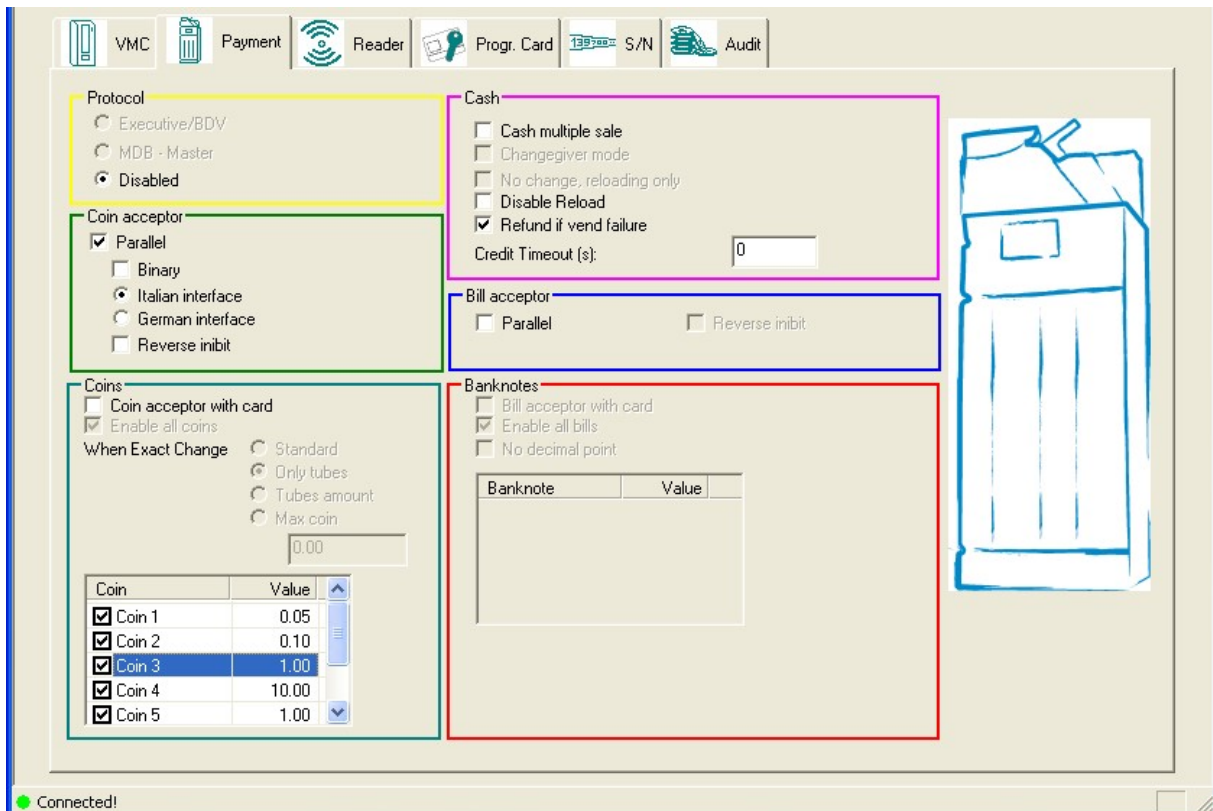 VMC Payment Reader Progr. Card S/N Audit
Protocol
Executive/BDV
MDB - Master
Disabled
Coin acceptor
Parallel
Binary
Italian interface
German interface
Reverse inibit
Cash
Cash multiple sale
Changegiver mode
No change, reloading only
Disable Reload
Refund if vend failure
Credit Timeout (s): 0
Bill acceptor
Parallel Reverse inibit
Coins
Coin acceptor with card
Enable all coins
When Exact Change Standard
Only tubes
Tubes amount
Max coin
0.00
Coin Value
Coin 1 0.05
Coin 2 0.10
Coin 3 1.00
Coin 4 10.00
Coin 5 1.00
Banknotes
Bill acceptor with card
Enable all bills
No decimal point
Banknote Value
Connected!